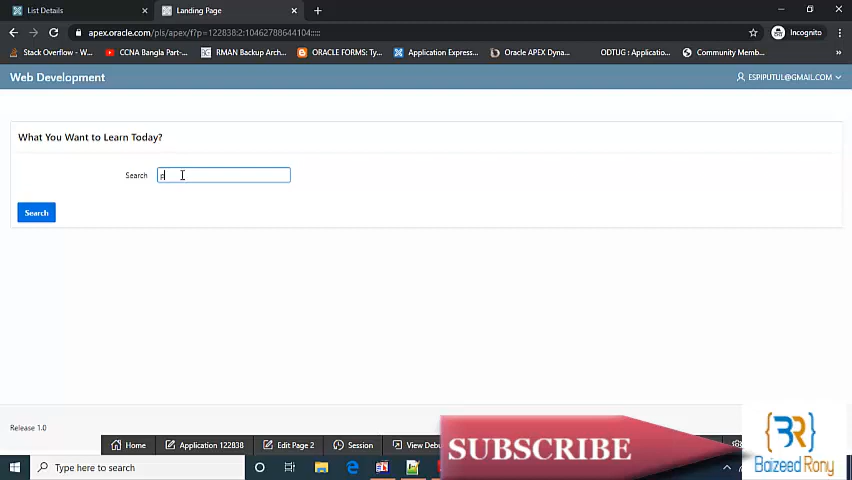 List Details
Landing Page
apex.oracle.com/pls/apex/f?p=122838:2:10462788644104:::::
Incognito
Stack Overflow - W...
CCNA Bangla Part-...
RMAN Backup Arch...
ORACLE FORMS: Ty...
Application Express...
Oracle APEX Dyna...
ODTUG : Applicatio...
Community Memb...
»
Web Development
ESPIPUTUL@GMAIL.COM
What You Want to Learn Today?
Search
p
Search
Release 1.0
Home
Application 122838
Edit Page 2
Session
View Debu
SUBSCRIBE
BR
Baizeed Rony
Type here to search